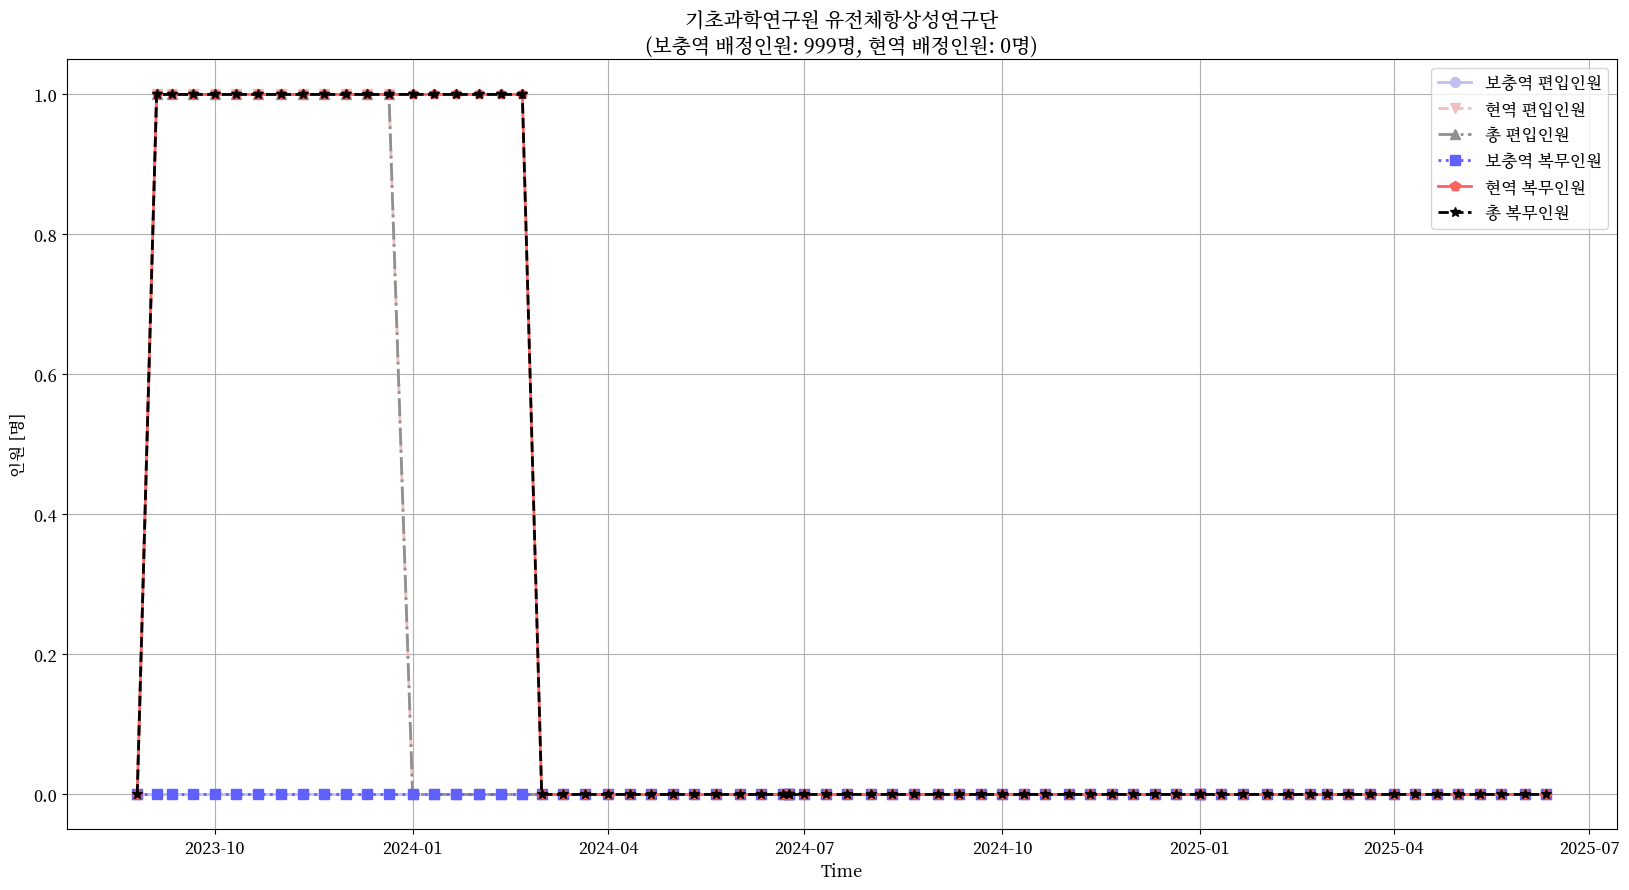 기초과학연구원 유전체항상성연구단
(보충역 배정인원: 999명, 현역 배정인원: 0명)
보충역 편입인원
현역 편입인원
총 편입인원
보충역 복무인원
현역 복무인원
총 복무인원
인원 [명]
1.0
0.8
0.6
0.4
0.2
0.0
2023-10
2024-01
2024-04
2024-07
2024-10
2025-01
2025-04
2025-07
Time